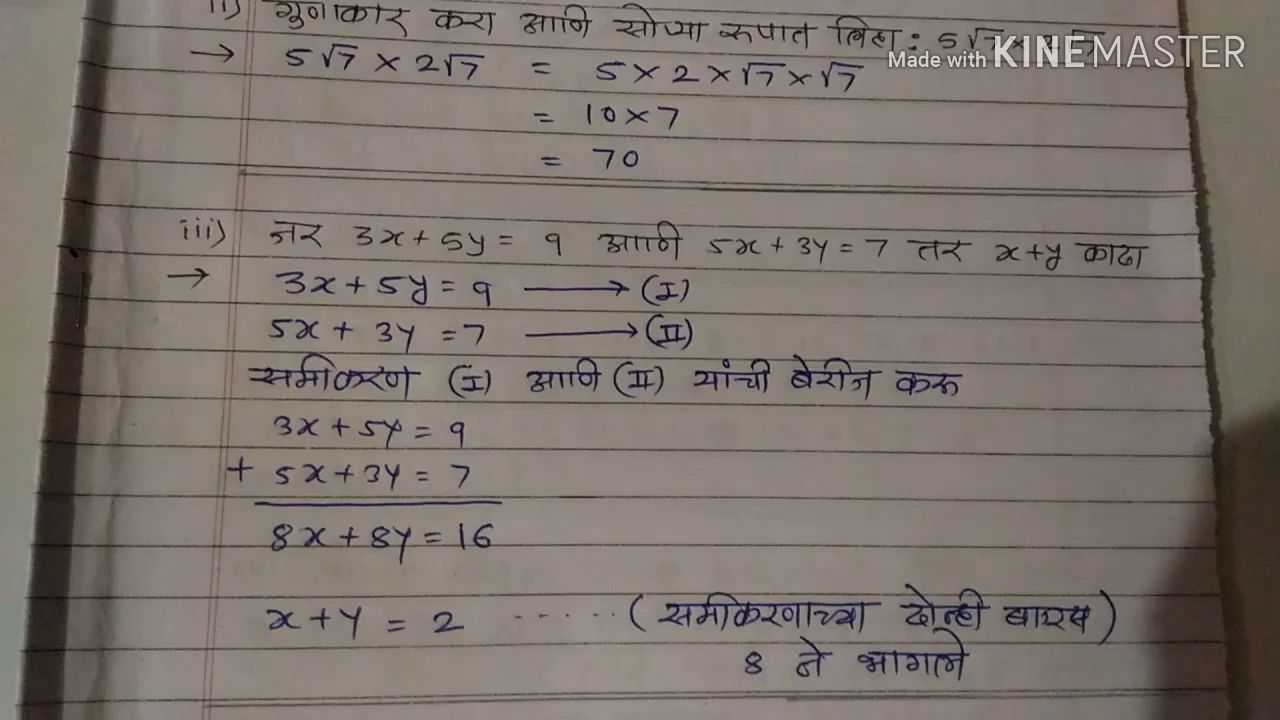 ii) गुणाकार करा आणि सोप्या रुपात लिहा: 5√7 × 2√7
Made with KINEMASTER
→ 5√7 × 2√7 = 5 × 2 × √7 × √7
= 10 × 7
= 70
iii) जर 3x + 5y = 9 आणि 5x + 3y = 7 तर x+y काढा
→ 3x + 5y = 9 ⟶ (I)
5x + 3y = 7 ⟶ (II)
समीकरण (I) आणि (II) यांची बेरीज करू
3x + 5y = 9
+ 5x + 3y = 7
8x + 8y = 16
x + y = 2 ...... (समीकरणाच्या दोन्ही बाजूस)
8 ने भागले